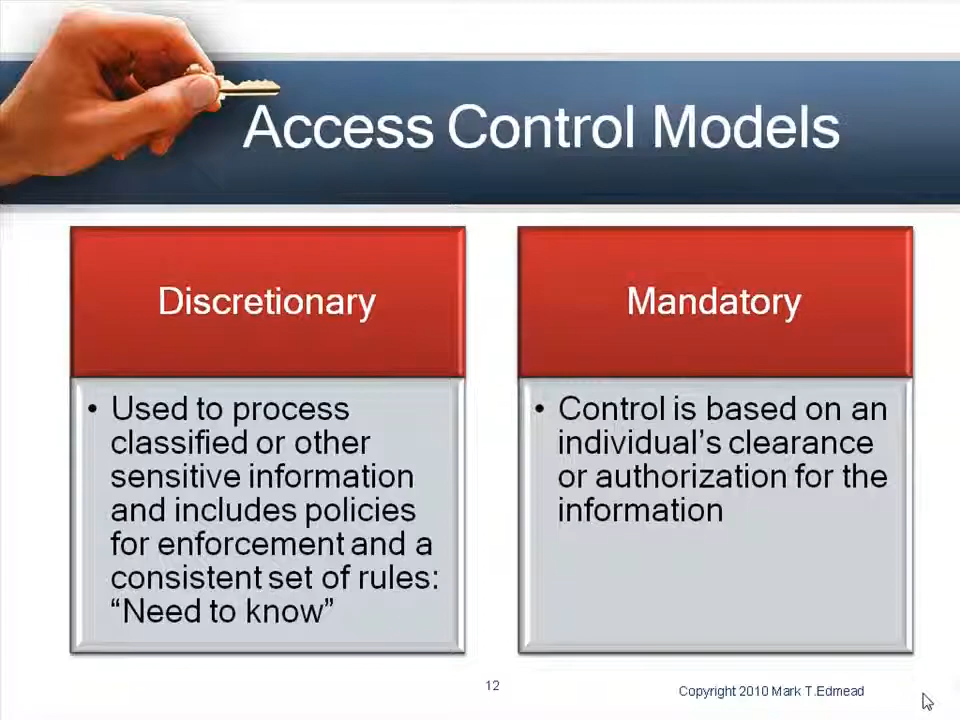 Access Control Models
Discretionary
• Used to process
classified or other
sensitive information
and includes policies
for enforcement and a
consistent set of rules:
“Need to know”
Mandatory
• Control is based on an
individual’s clearance
or authorization for the
information
12
Copyright 2010 Mark T.Edmead